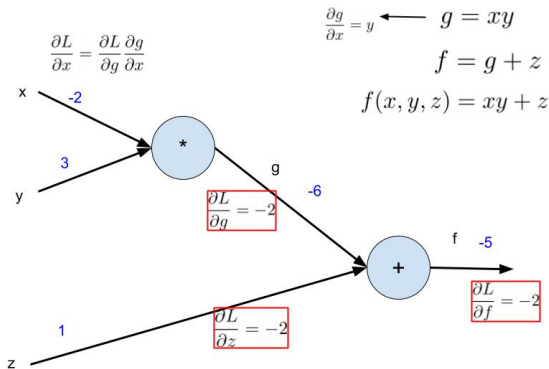 ∂L/∂x = ∂L/∂g ∂g/∂x
∂g/∂x = y
g = xy
f = g + z
f(x, y, z) = xy + z
x
-2
*
3
y
g
-6
∂L/∂g = −2
+
f
-5
∂L/∂f = −2
∂L/∂z = −2
1
z